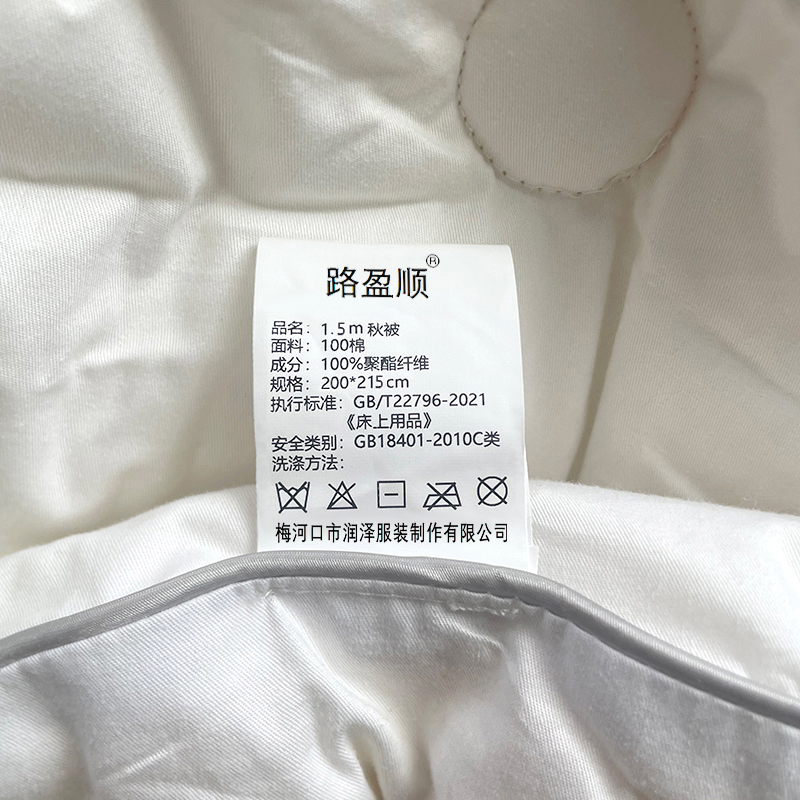 路盈顺®
品名：1.5m秋被
面料：100棉
成分：100%聚酯纤维
规格：200*215cm
执行标准：GB/T22796-2021
《床上用品》
安全类别：GB18401-2010C类
洗涤方法：
梅河口市润泽服装制作有限公司